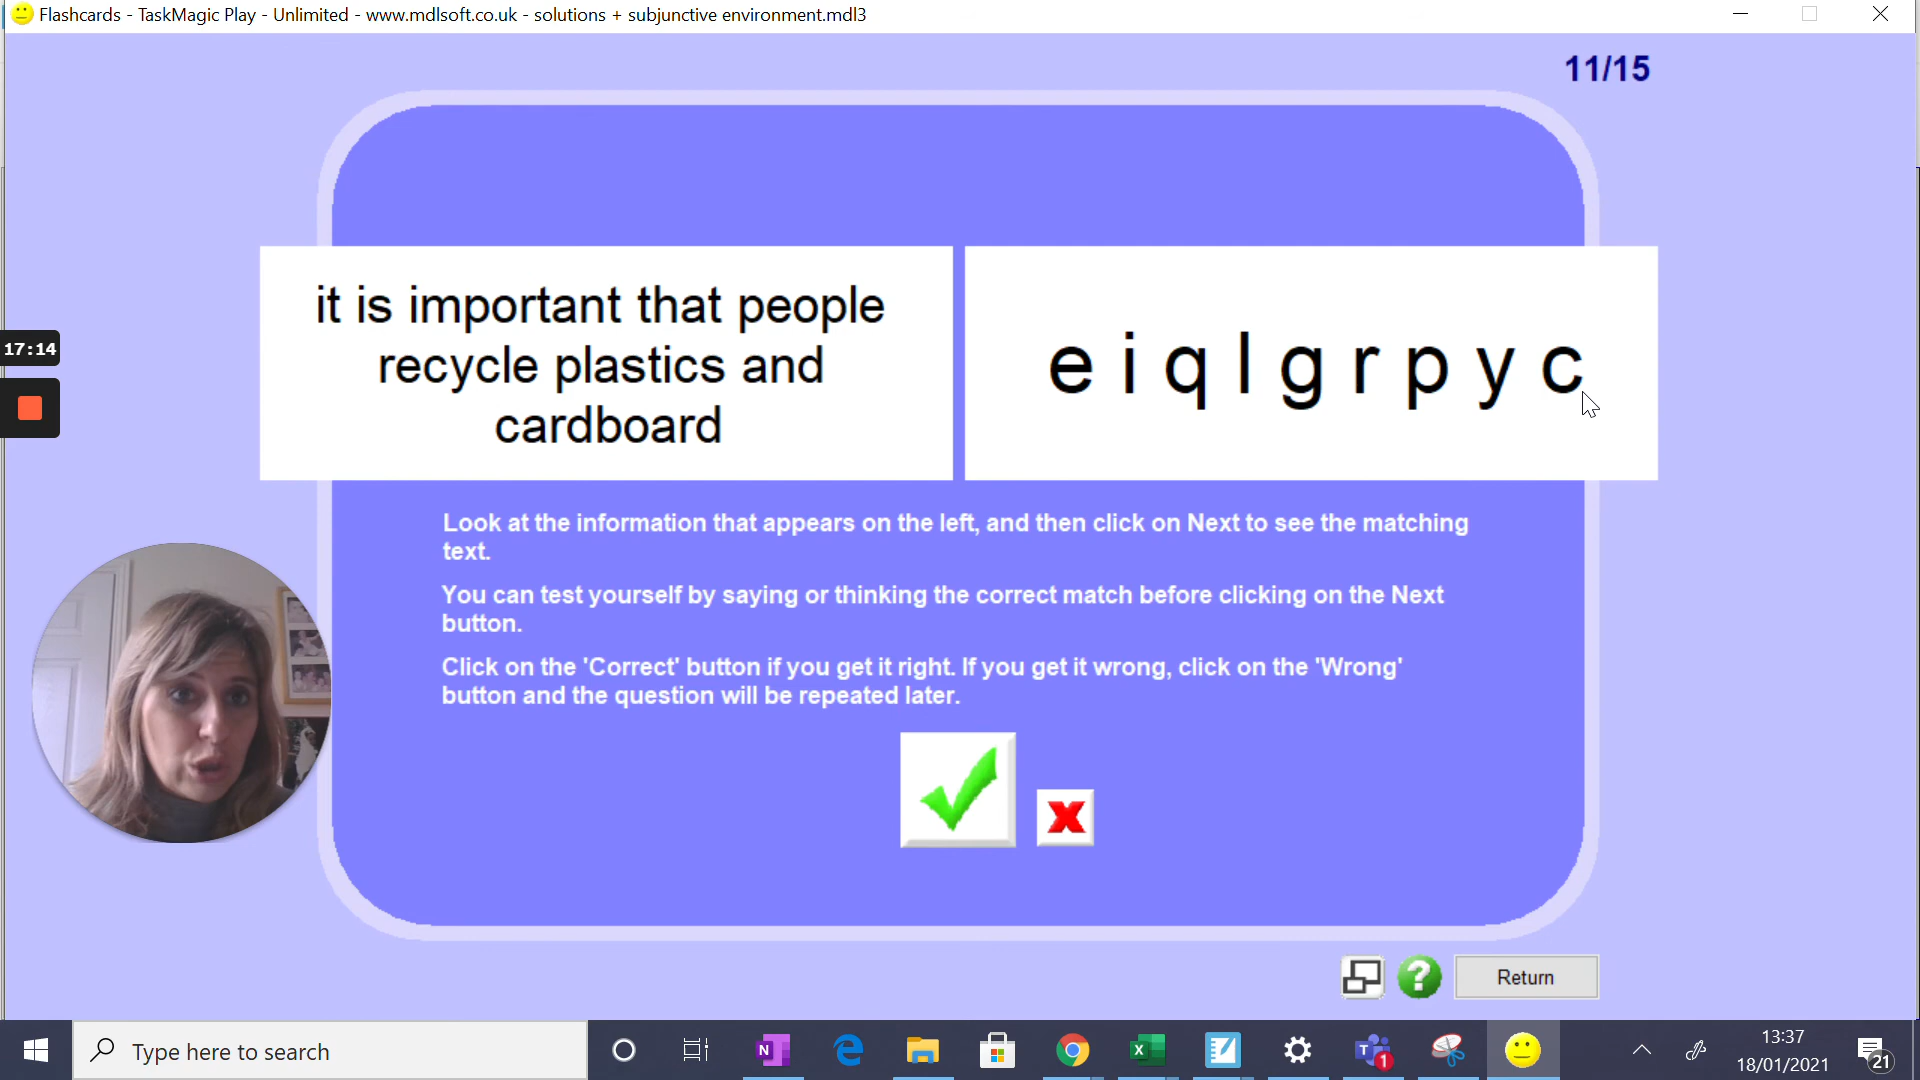 Flashcards - TaskMagic Play - Unlimited - www.mdlsoft.co.uk - solutions + subjunctive environment.mdl3
11/15
it is important that people
recycle plastics and
cardboard
e i q l g r p y c
17:14
Look at the information that appears on the left, and then click on Next to see the matching
text.
You can test yourself by saying or thinking the correct match before clicking on the Next
button.
Click on the 'Correct' button if you get it right. If you get it wrong, click on the 'Wrong'
button and the question will be repeated later.
Return
Type here to search
13:37
18/01/2021
1
21